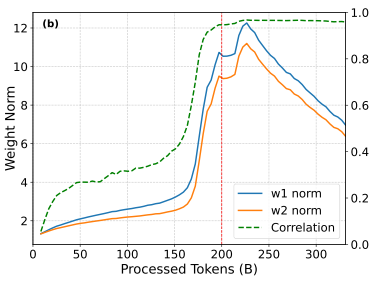 (b)
Weight Norm
12
10
8
6
4
2
1.0
0.8
0.6
0.4
0.2
0.0
w1 norm
w2 norm
Correlation
0 50 100 150 200 250 300
Processed Tokens (B)